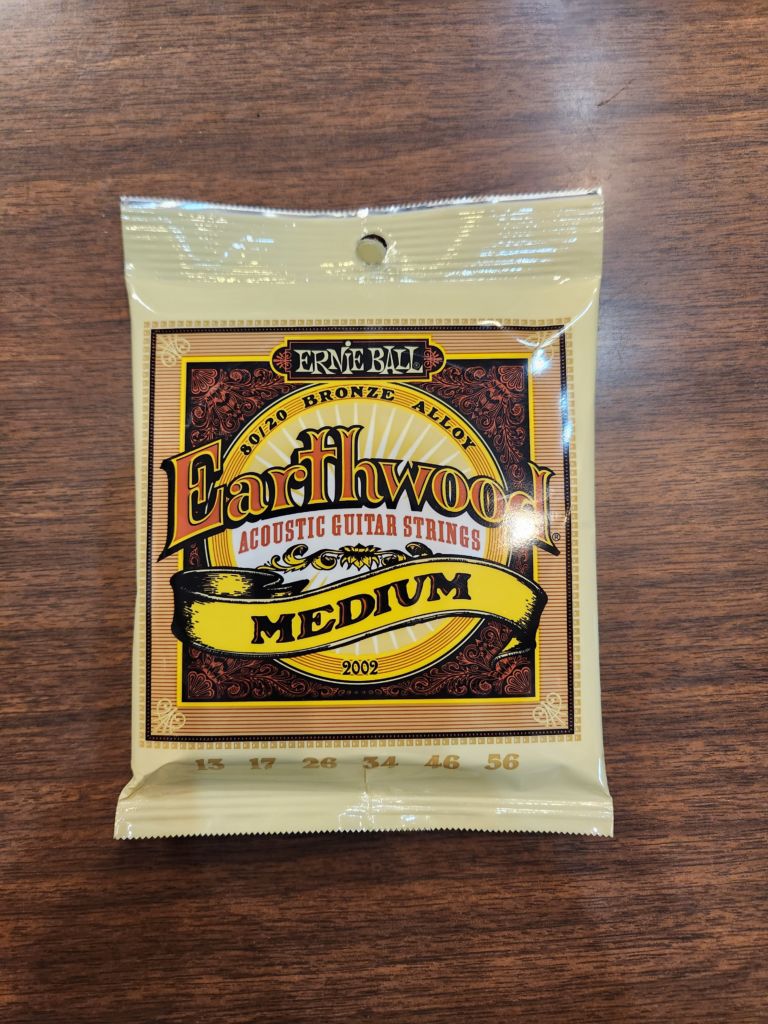 ERNIE BALL
80/20 BRONZE ALLOY
Earthwood®
ACOUSTIC GUITAR STRINGS
MEDIUM
2002
13 17 26 34 46 56